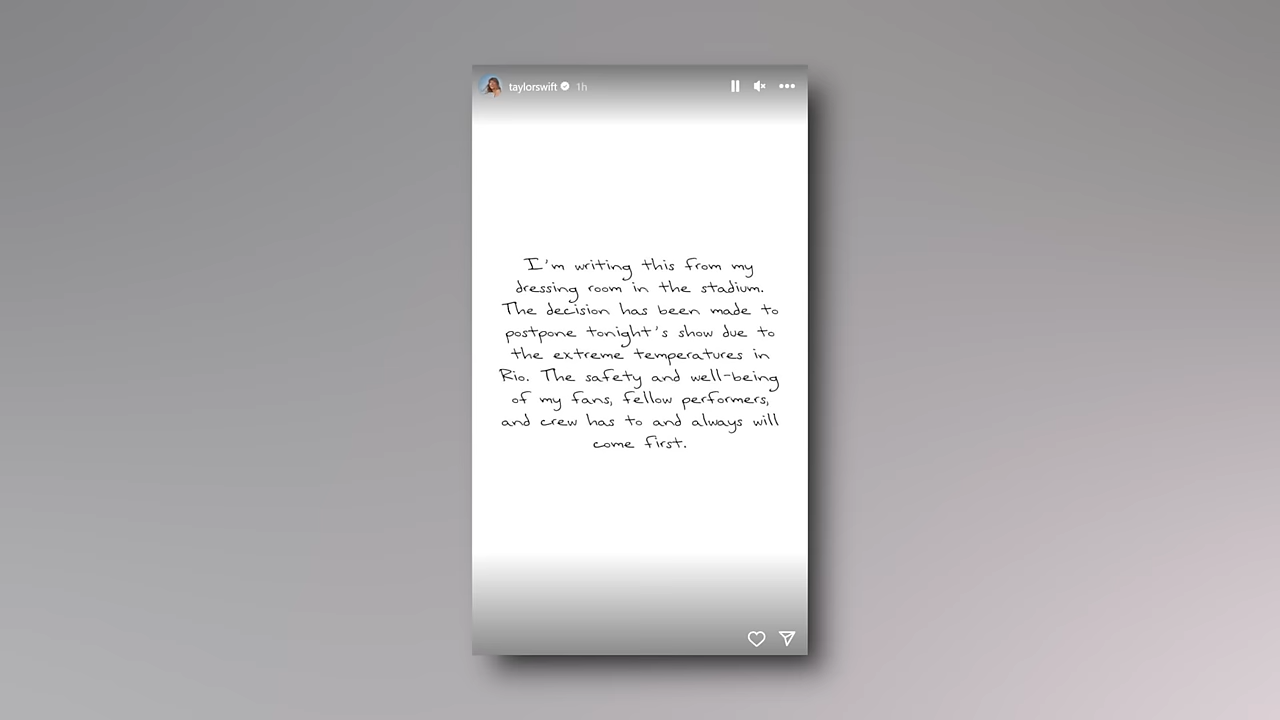 taylorswift 1h
I'm writing this from my
dressing room in the stadium.
The decision has been made to
postpone tonight's show due to
the extreme temperatures in
Rio. The safety and well-being
of my fans, fellow performers,
and crew has to and always will
come first.